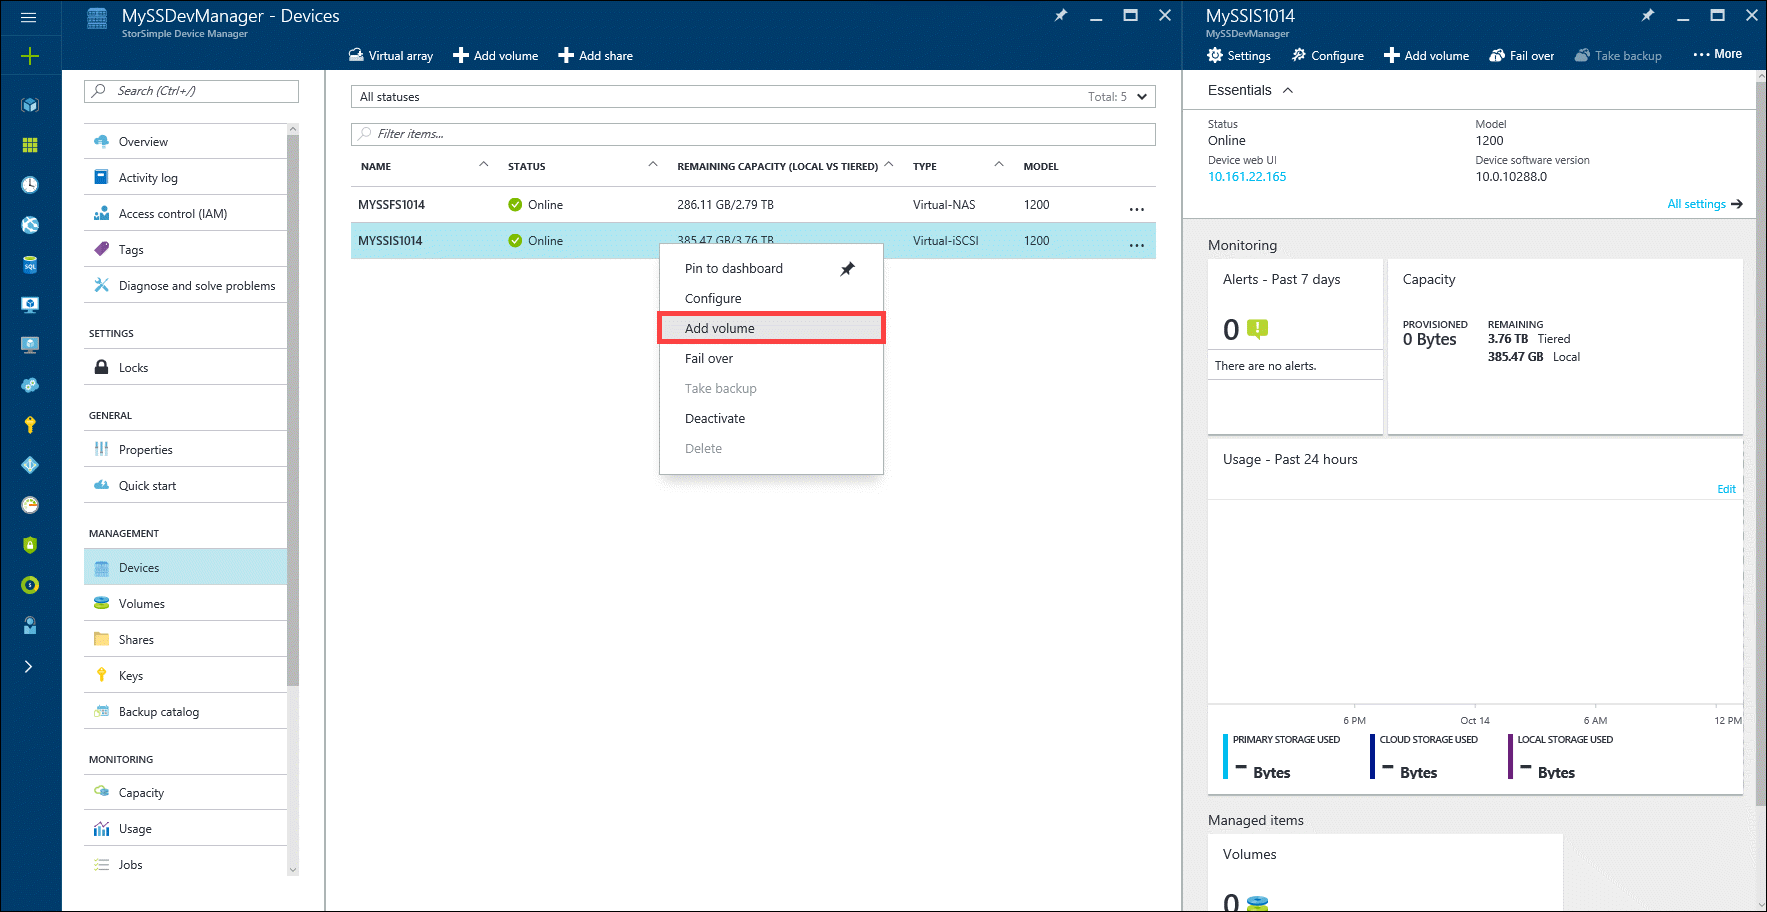 MySSDevManager - Devices
StorSimple Device Manager
Virtual array
Add volume
Add share
Search (Ctrl+/)
Overview
Activity log
Access control (IAM)
Tags
Diagnose and solve problems
SETTINGS
Locks
GENERAL
Properties
Quick start
MANAGEMENT
Devices
Volumes
Shares
Keys
Backup catalog
MONITORING
Capacity
Usage
Jobs
All statuses Total: 5
Filter items...
NAME STATUS REMAINING CAPACITY (LOCAL VS TIERED) TYPE MODEL
MYSSFS1014 Online 286.11 GB/2.79 TB Virtual-NAS 1200 ...
MYSSIS1014 Online 385.47 GB/3.76 TB Virtual-iSCSI 1200 ...
Pin to dashboard
Configure
Add volume
Fail over
Take backup
Deactivate
Delete
MySSIS1014
MySSDevManager
Settings
Configure
Add volume
Fail over
Take backup
... More
Essentials
Status
Online
Model
1200
Device web UI
10.161.22.165
Device software version
10.0.10288.0
All settings
Monitoring
Alerts - Past 7 days
0
There are no alerts.
Capacity
PROVISIONED
0 Bytes
REMAINING
3.76 TB Tiered
385.47 GB Local
Usage - Past 24 hours
Edit
6 PM Oct 14 6 AM 12 PM
PRIMARY STORAGE USED
- Bytes
CLOUD STORAGE USED
- Bytes
LOCAL STORAGE USED
- Bytes
Managed items
Volumes
0
SQL